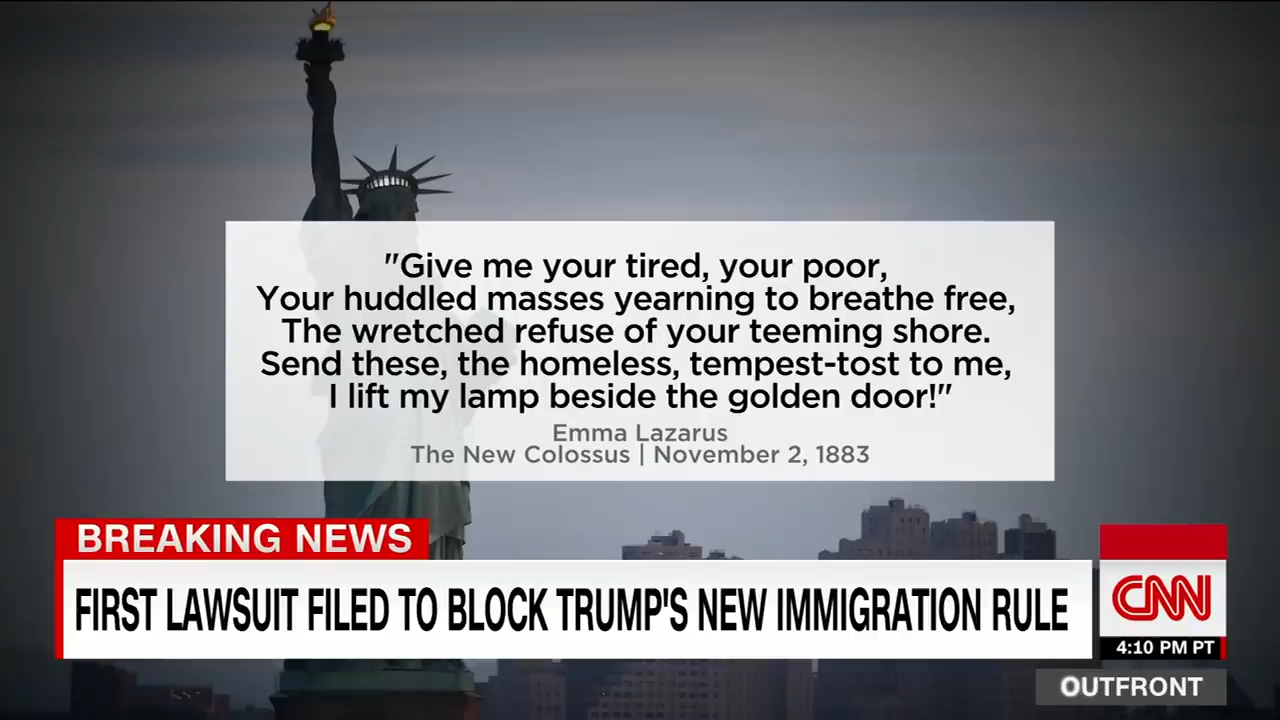 "Give me your tired, your poor,
Your huddled masses yearning to breathe free,
The wretched refuse of your teeming shore.
Send these, the homeless, tempest-tost to me,
I lift my lamp beside the golden door!"
Emma Lazarus
The New Colossus | November 2, 1883
BREAKING NEWS
FIRST LAWSUIT FILED TO BLOCK TRUMP'S NEW IMMIGRATION RULE
CNN
4:10 PM PT
OUTFRONT